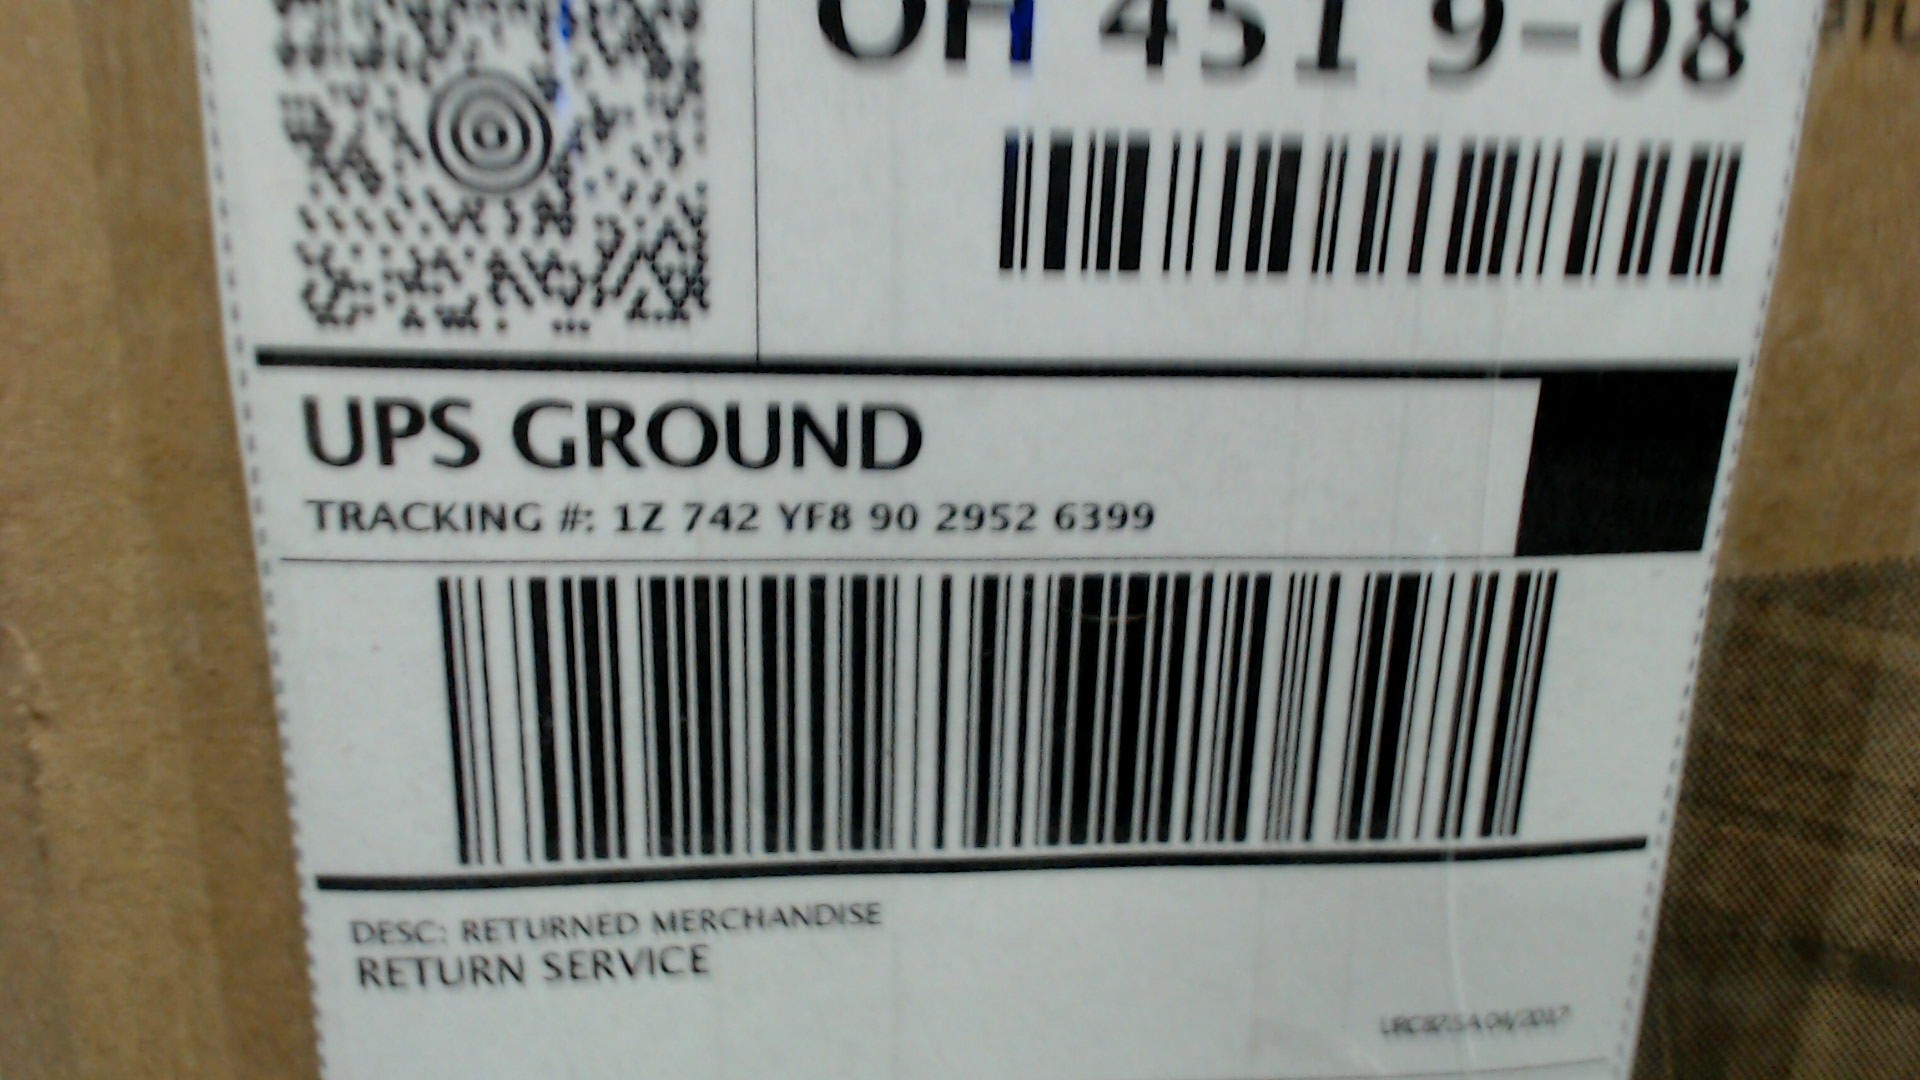 OH 451 9-08
UPS GROUND
TRACKING #: 1Z 742 YF8 90 2952 6399
DESC: RETURNED MERCHANDISE
RETURN SERVICE